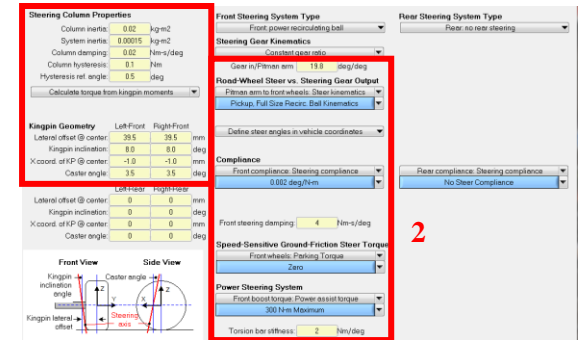 Steering Column Properties
Column inertia: 0.02 kg-m2
System inertia: 0.00015 kg-m2
Column damping: 0.02 Nm-s/deg
Column hysteresis: 0.1 Nm
Hysteresis ref. angle: 0.5 deg
Calculate torque from kingpin moments
Kingpin Geometry Left-Front Right-Front
Lateral offset @ center: 39.5 39.5 mm
Kingpin inclination: 8.0 8.0 deg
X coord. of KP @ center: -1.0 -1.0 mm
Caster angle: 3.5 3.5 deg
Left-Rear Right-Rear
Lateral offset @ center: 0 0 mm
Kingpin inclination: 0 0 deg
X coord. of KP @ center: 0 0 mm
Caster angle: 0 0 deg
Front View Side View
Kingpin inclination angle
Caster angle
Z Y X Z
Kingpin lateral offset
Steering axis
Front Steering System Type
Front: power recirculating ball
Steering Gear Kinematics
Constant gear ratio
Gear in/Pitman arm 19.8 deg/deg
Road-Wheel Steer vs. Steering Gear Output
Pitman arm to front wheels: Steer kinematics
Pickup, Full Size Recirc. Ball Kinematics
Define steer angles in vehicle coordinates
Compliance
Front compliance: Steering compliance
0.002 deg/N-m
Front steering damping: 4 Nm-s/deg
Speed-Sensitive Ground-Friction Steer Torque
Front wheels: Parking Torque
Zero
Power Steering System
Front boost torque: Power assist torque
300 N-m Maximum
Torsion bar stiffness: 2 Nm/deg
2
Rear Steering System Type
Rear: no rear steering
Rear compliance: Steering compliance
No Steer Compliance